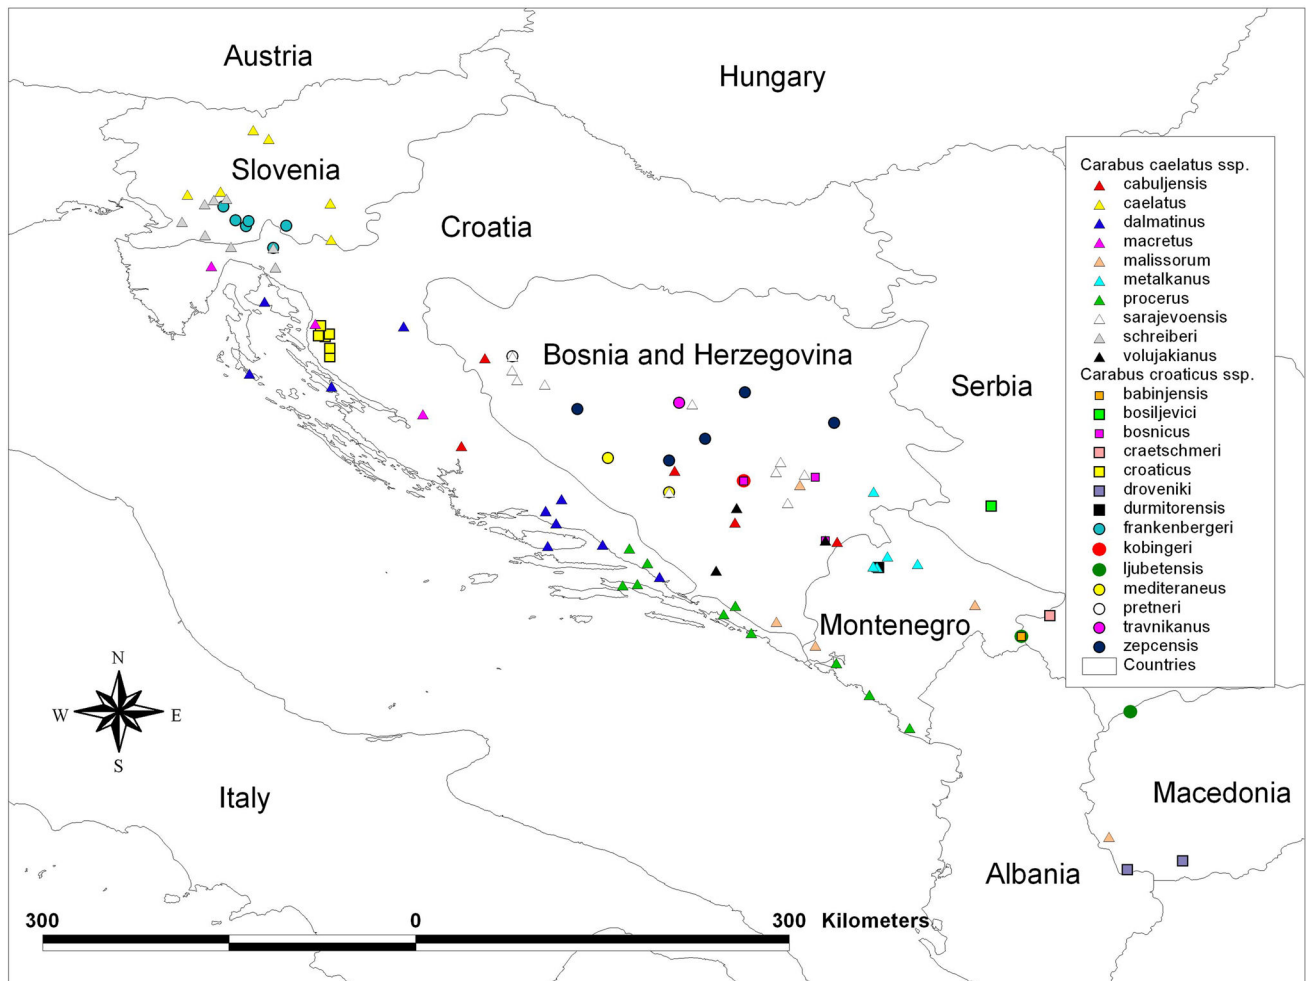 Austria
Hungary
Slovenia
Croatia
Bosnia and Herzegovina
Serbia
Montenegro
Italy
Albania
Macedonia
Carabus caelatus ssp.
cabuljensis
caelatus
dalmatinus
macretus
malissorum
metalkanus
procerus
sarajevoensis
schreiberi
volujakianus
Carabus croaticus ssp.
babinjensis
bosiljevici
bosnicus
craetschmeri
croaticus
droveniki
durmitorensis
frankenbergeri
kobingeri
ljubetensis
mediteraneus
pretneri
travnikanus
zepcensis
Countries
N
W E
S
300 0 300 Kilometers